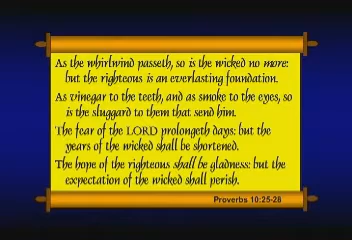 As the whirlwind passeth, so is the wicked no more:
but the righteous is an everlasting foundation.
As vinegar to the teeth, and as smoke to the eyes, so
is the sluggard to them that send him.
The fear of the LORD prolongeth days: but the
years of the wicked shall be shortened.
The hope of the righteous shall be gladness: but the
expectation of the wicked shall perish.
Proverbs 10:25-28